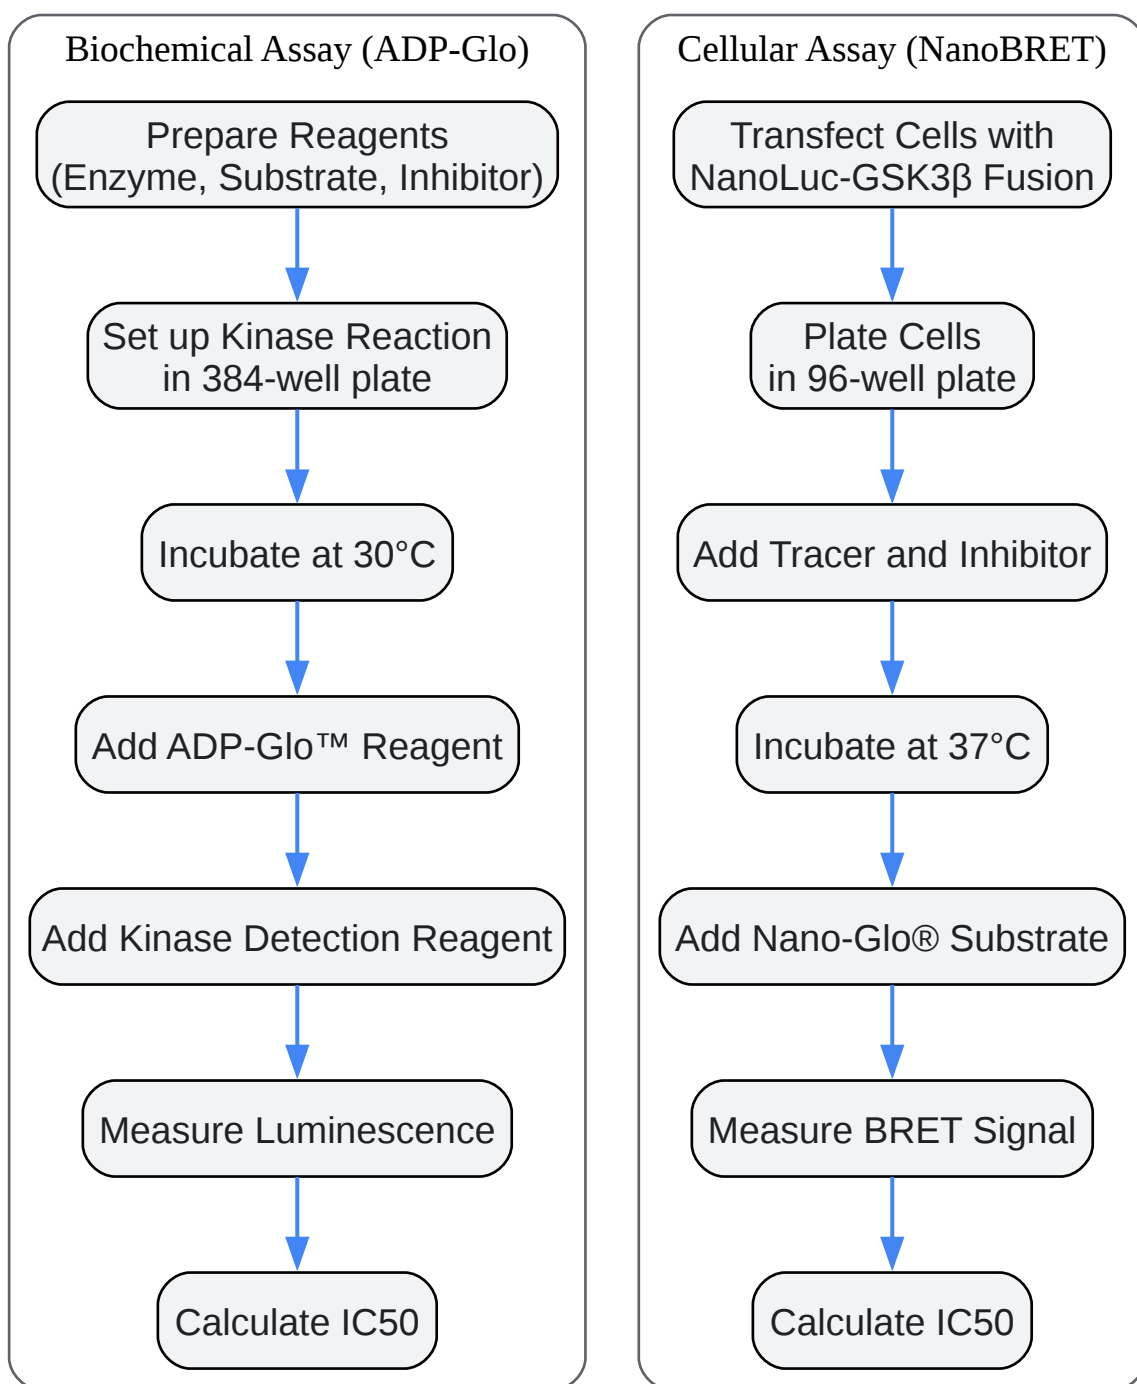 Biochemical Assay (ADP-Glo)
Prepare Reagents
(Enzyme, Substrate, Inhibitor)
Set up Kinase Reaction
in 384-well plate
Incubate at 30°C
Add ADP-Glo™ Reagent
Add Kinase Detection Reagent
Measure Luminescence
Calculate IC50
Cellular Assay (NanoBRET)
Transfect Cells with
NanoLuc-GSK3β Fusion
Plate Cells
in 96-well plate
Add Tracer and Inhibitor
Incubate at 37°C
Add Nano-Glo® Substrate
Measure BRET Signal
Calculate IC50